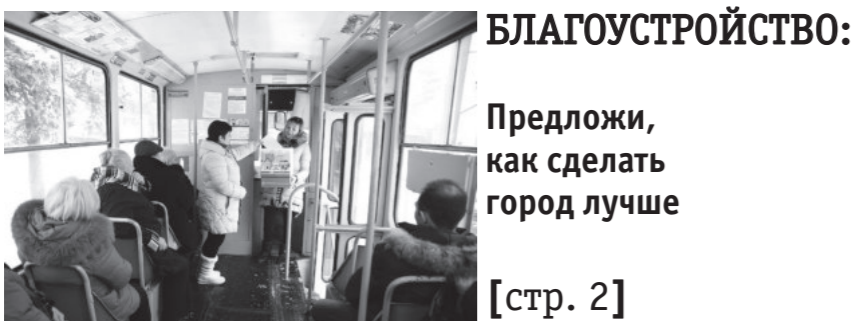 БЛАГОУСТРОЙСТВО:
Предложи,
как сделать
город лучше
[стр. 2]